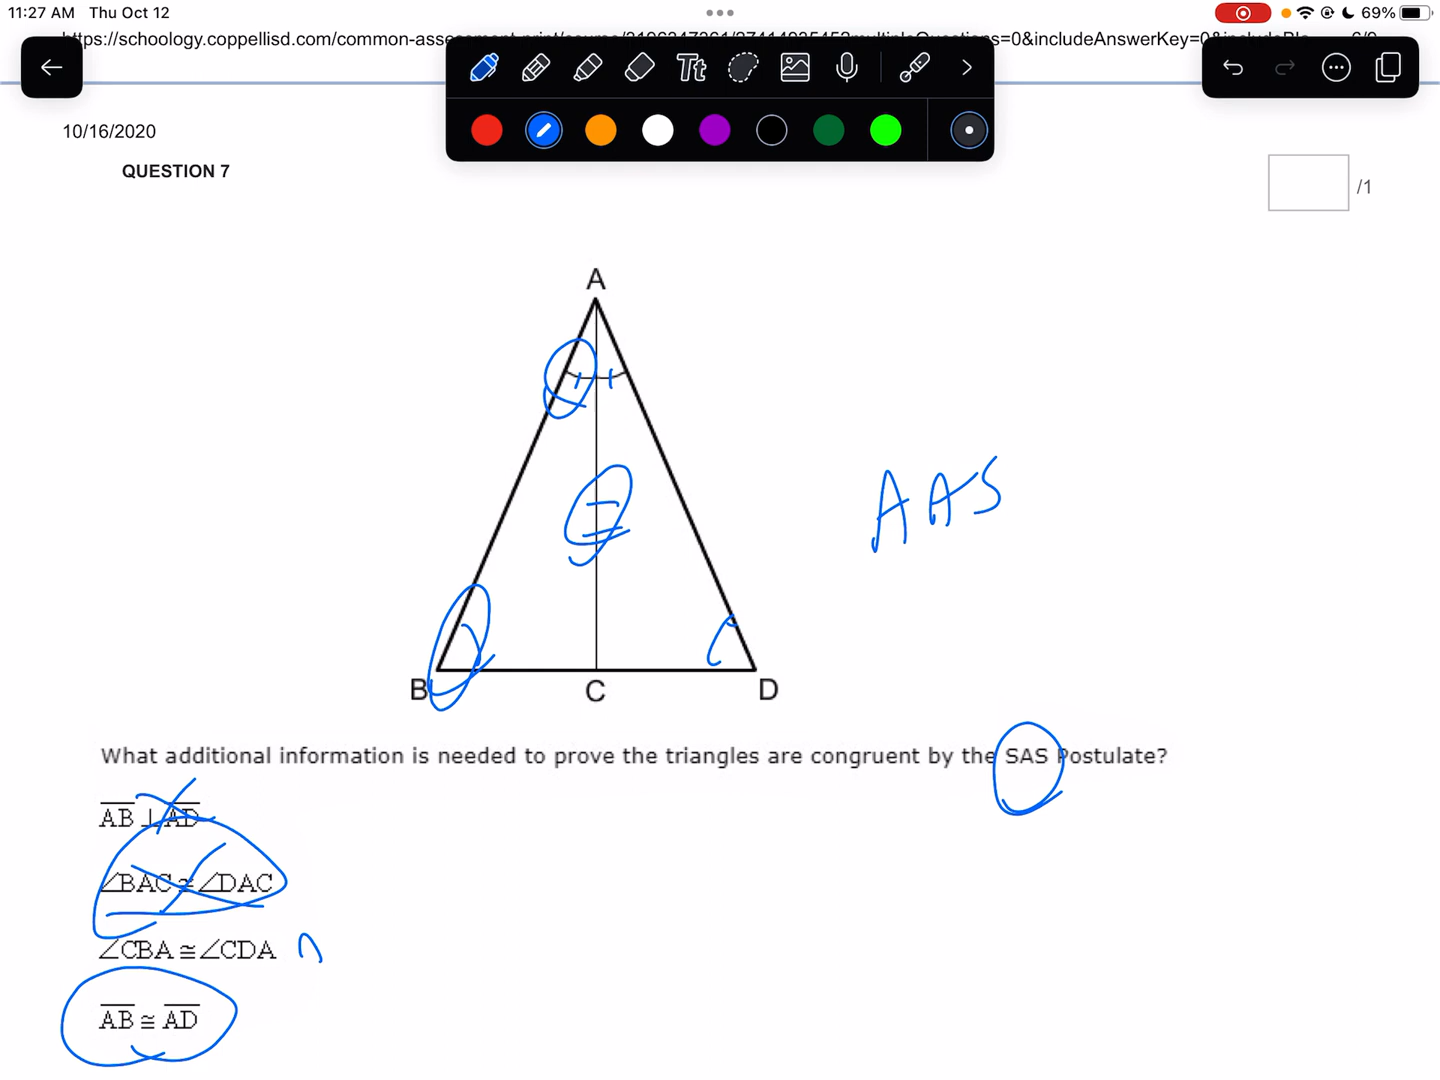 11:27 AM Thu Oct 12
69%
10/16/2020
QUESTION 7
/1
Tt
A
AAS
B
C
D
What additional information is needed to prove the triangles are congruent by the SAS Postulate?
AB ⊥ AD
∠BAC ≅ ∠DAC
∠CBA ≅ ∠CDA
AB ≅ AD